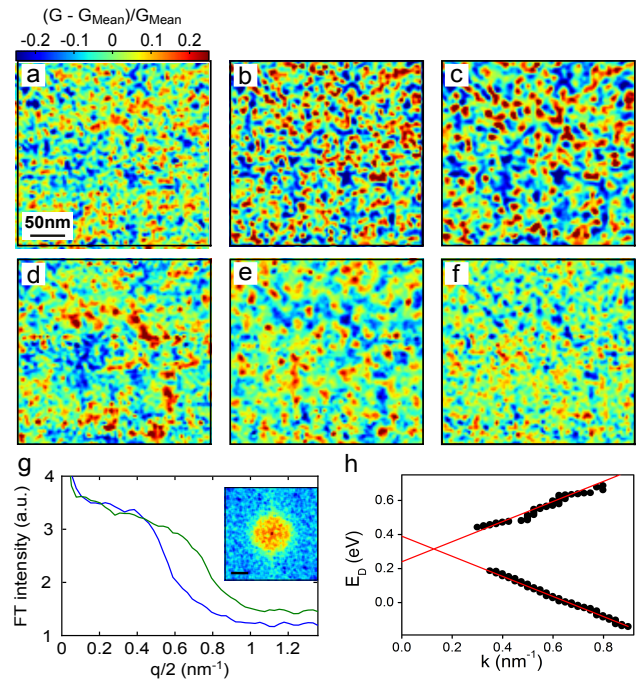 (G - G_Mean)/G_Mean
-0.2 -0.1 0 0.1 0.2
a
b
c
50nm
d
e
f
g
h
FT intensity (a.u.)
4
3
2
1
0 0.2 0.4 0.6 0.8 1 1.2
q/2 (nm⁻¹)
E_D (eV)
0.6
0.4
0.2
0.0
0.0 0.2 0.4 0.6 0.8
k (nm⁻¹)